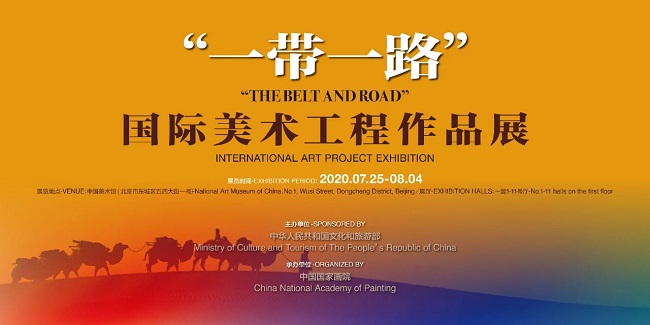 “一带一路”
“THE BELT AND ROAD”
国际美术工程作品展
INTERNATIONAL ART PROJECT EXHIBITION
展览时间-EXHIBITION PERIOD: 2020.07.25-08.04
展览地点-VENUE: 中国美术馆 (北京市东城区五四大街一号)-National Art Museum of China, No.1, Wusi Street, Dongcheng District, Beijing / 展厅-EXHIBITION HALLS: 一层1-11号厅-No.1-11 halls on the first floor
主办单位-SPONSORED BY
中华人民共和国文化和旅游部
Ministry of Culture and Tourism of The People's Republic of China
承办单位-ORGANIZED BY
中国国家画院
China National Academy of Painting